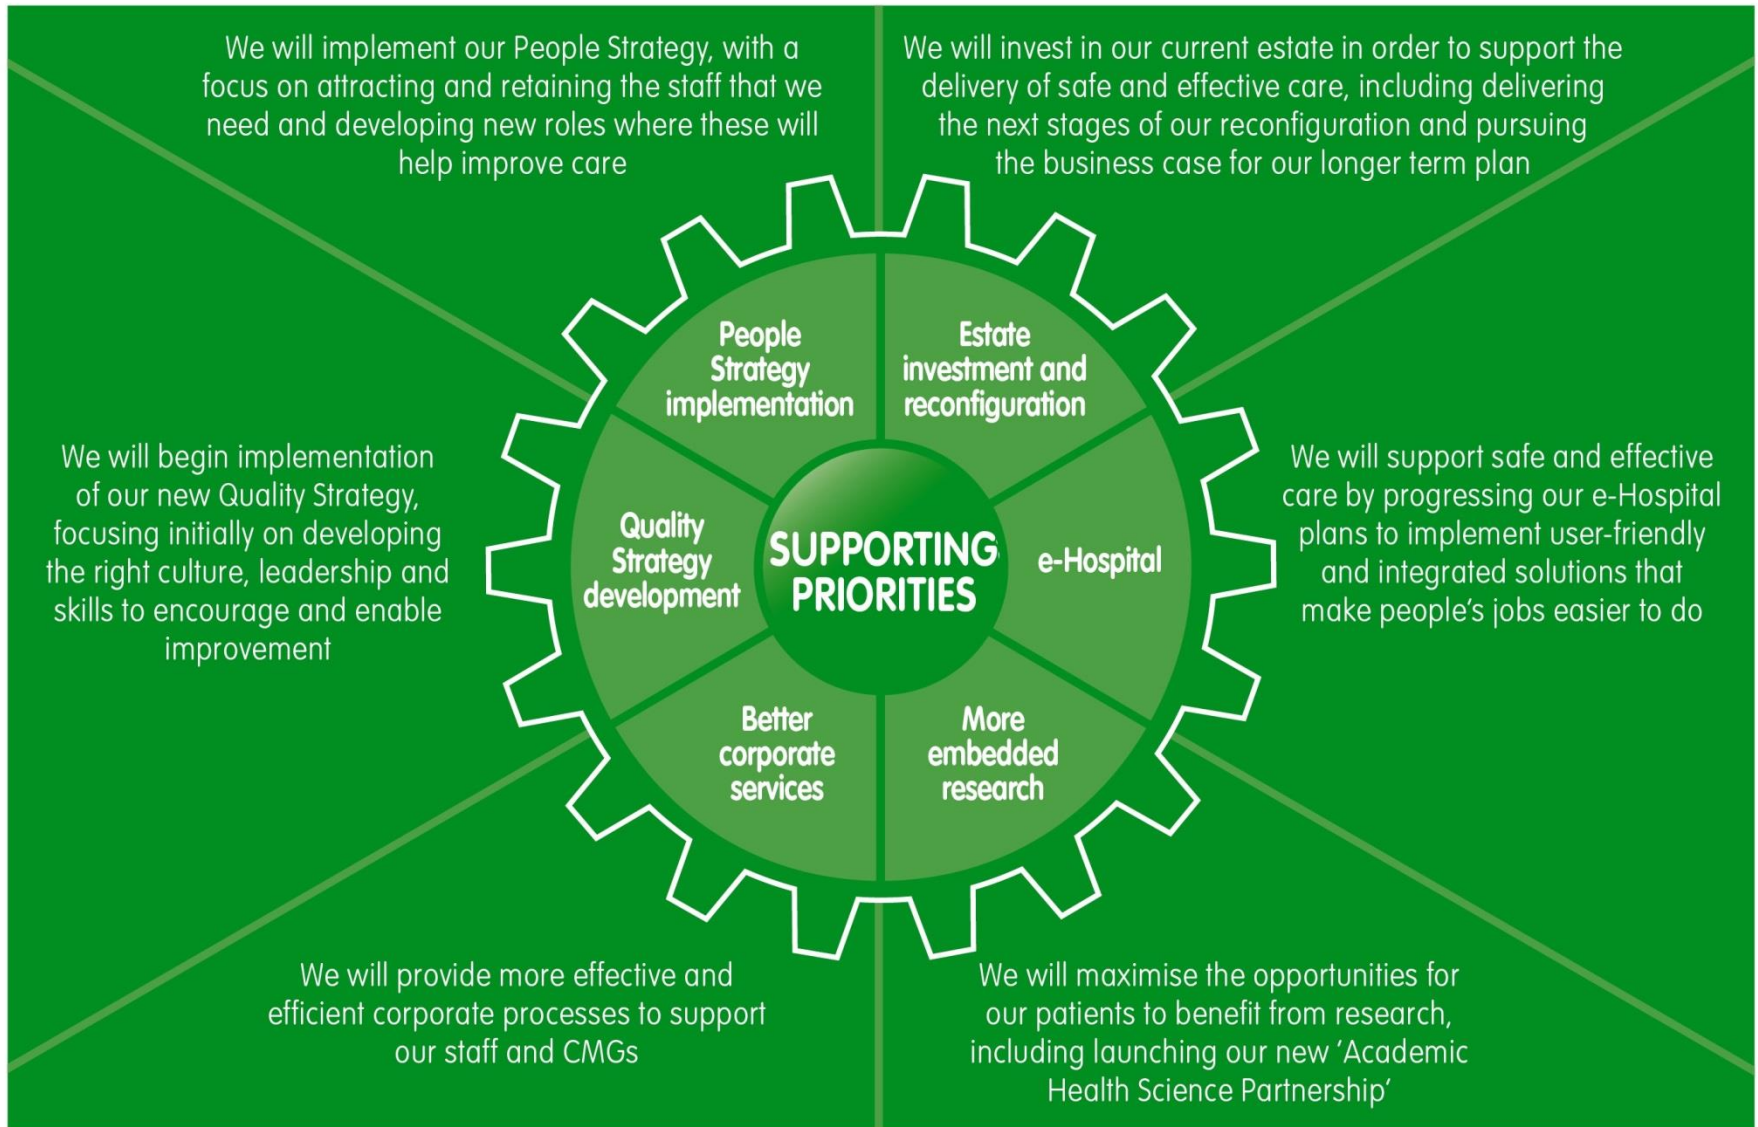 We will implement our People Strategy, with a
focus on attracting and retaining the staff that we
need and developing new roles where these will
help improve care
We will invest in our current estate in order to support the
delivery of safe and effective care, including delivering
the next stages of our reconfiguration and pursuing
the business case for our longer term plan
People
Strategy
implementation
Estate
investment and
reconfiguration
We will begin implementation
of our new Quality Strategy,
focusing initially on developing
the right culture, leadership and
skills to encourage and enable
improvement
Quality
Strategy
development
SUPPORTING
PRIORITIES
e-Hospital
We will support safe and effective
care by progressing our e-Hospital
plans to implement user-friendly
and integrated solutions that
make people's jobs easier to do
Better
corporate
services
More
embedded
research
We will provide more effective and
efficient corporate processes to support
our staff and CMGs
We will maximise the opportunities for
our patients to benefit from research,
including launching our new 'Academic
Health Science Partnership'